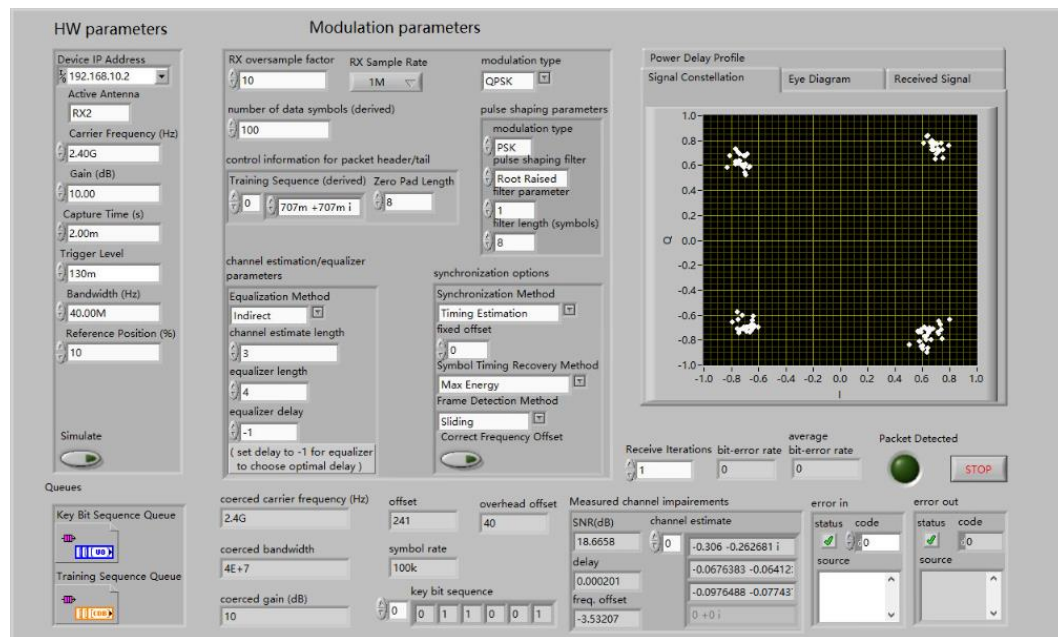 HW parameters
Modulation parameters
Device IP Address
192.168.10.2
Active Antenna
RX2
Carrier Frequency (Hz)
2.40G
Gain (dB)
10.00
Capture Time (s)
2.00m
Trigger Level
130m
Bandwidth (Hz)
40.00M
Reference Position (%)
10
Simulate
RX oversample factor
10
RX Sample Rate
1M
number of data symbols (derived)
100
control information for packet header/tail
Training Sequence (derived)
0
707m +707m i
Zero Pad Length
8
modulation type
QPSK
pulse shaping parameters
modulation type
PSK
pulse shaping filter
Root Raised
filter parameter
1
filter length (symbols)
8
channel estimation/equalizer
parameters
Equalization Method
Indirect
channel estimate length
3
equalizer length
4
equalizer delay
-1
( set delay to -1 for equalizer
to choose optimal delay )
synchronization options
Synchronization Method
Timing Estimation
fixed offset
0
Symbol Timing Recovery Method
Max Energy
Frame Detection Method
Sliding
Correct Frequency Offset
Power Delay Profile
Signal Constellation
Eye Diagram
Received Signal
1.0
0.8
0.6
0.4
0.2
0.0
-0.2
-0.4
-0.6
-0.8
-1.0
Q
-1.0 -0.8 -0.6 -0.4 -0.2 0.0 0.2 0.4 0.6 0.8 1.0
I
Receive Iterations
1
bit-error rate
0
average
bit-error rate
0
Packet Detected
STOP
Queues
Key Bit Sequence Queue
U8
Training Sequence Queue
CDB
coerced carrier frequency (Hz)
2.4G
coerced bandwidth
4E+7
coerced gain (dB)
10
offset
241
overhead offset
40
symbol rate
100k
key bit sequence
0
0 1 1 0 0 1
Measured channel impairements
SNR(dB)
18.6658
delay
0.000201
freq. offset
-3.53207
channel estimate
0
-0.306 -0.262681 i
-0.0676383 -0.06412
-0.0976488 -0.07743
0 +0 i
error in
status code
0
source
error out
status code
0
source